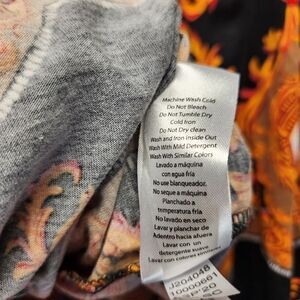 Machine Wash Cold
Do Not Bleach
Do Not Tumble Dry
Cold Iron
Do Not Dry clean
Wash and Iron Inside Out
Wash With Mild Detergent
Wash With Similar Colors
Lavado a máquina
con agua fría
No use blanqueador.
No seque a máquina
Planchado a
temperatura fría
No lavado en seco
Lavar y planchar de
Adentro hacia afuera
Lavar con un
detergente suave
Lavar con colores similares
J204048
10000661